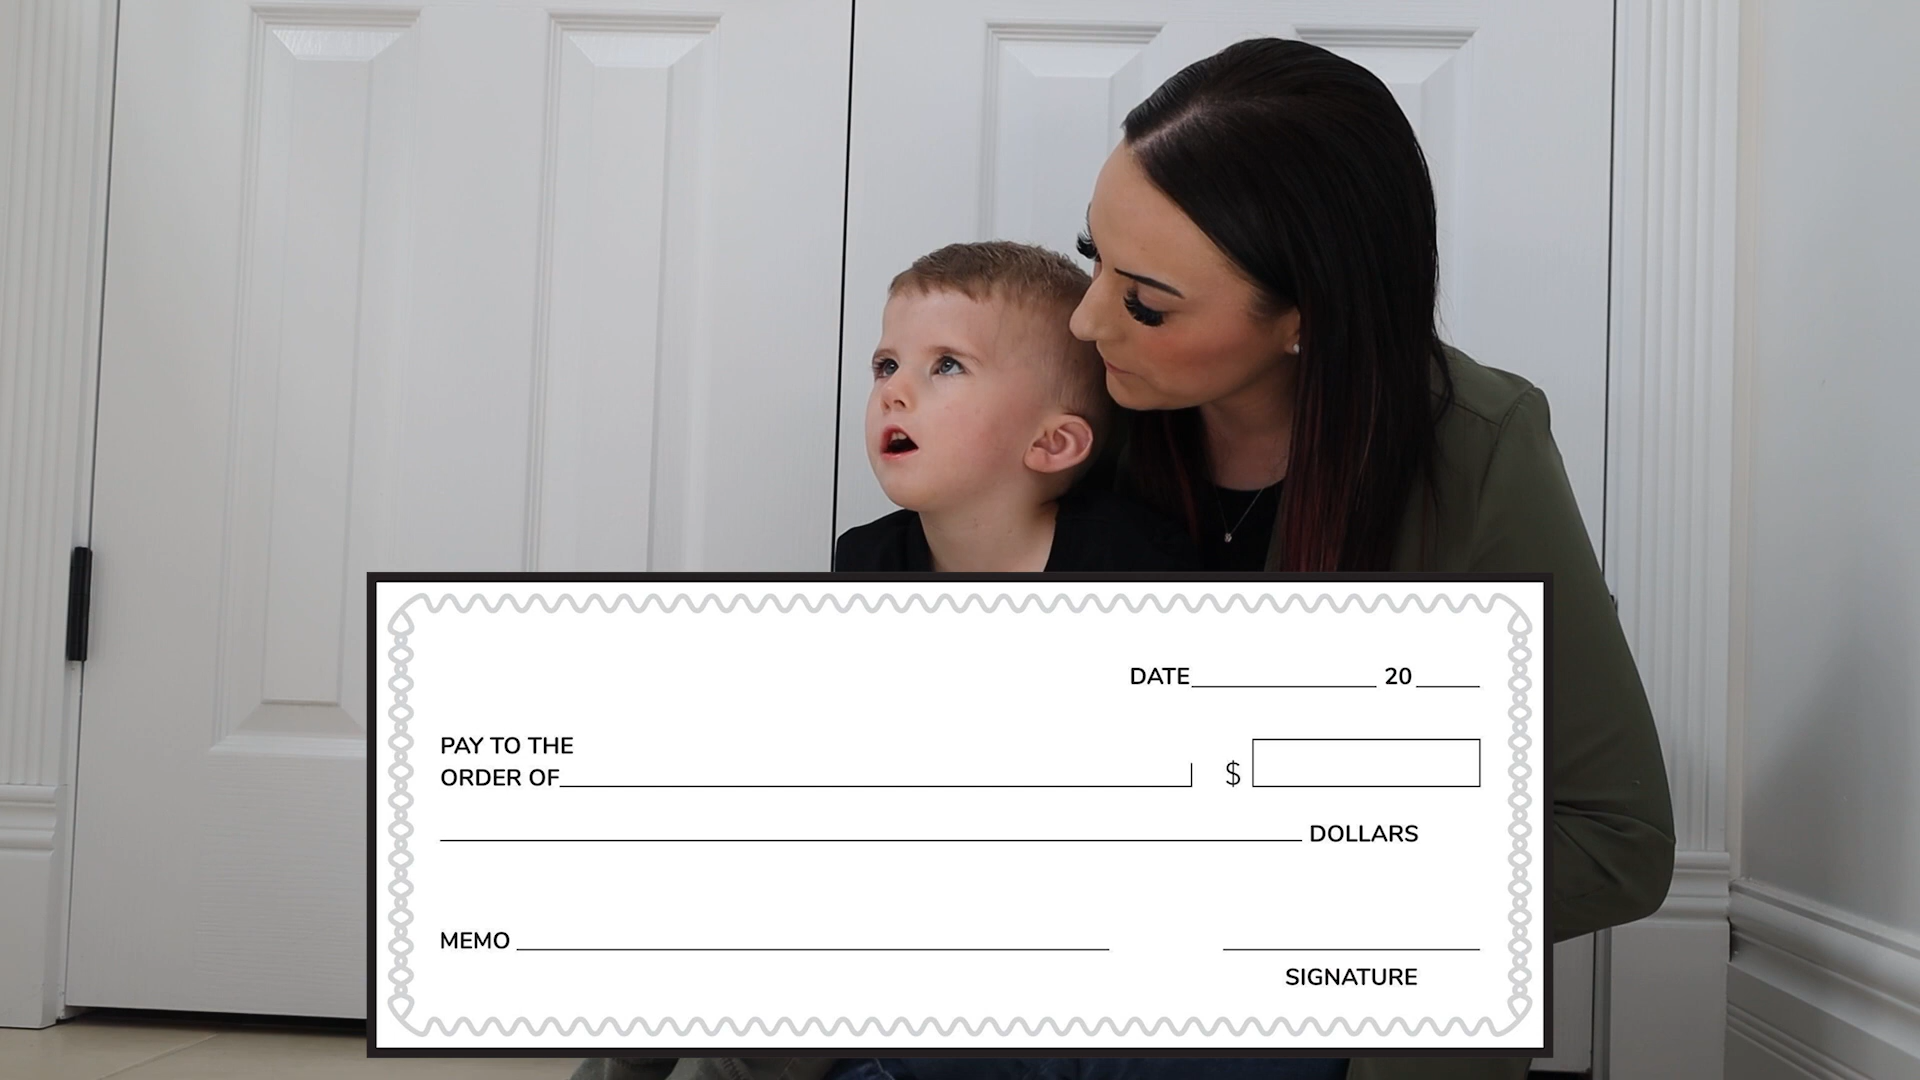 DATE 20
PAY TO THE
ORDER OF $
DOLLARS
MEMO
SIGNATURE